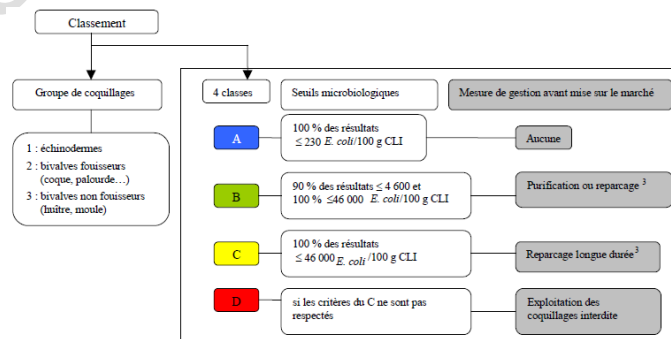 Classement
Groupe de coquillages
4 classes
Seuils microbiologiques
Mesure de gestion avant mise sur le marché
1 : échinodermes
2 : bivalves fouisseurs
(coque, palourde…)
3 : bivalves non fouisseurs
(huître, moule)
A
100 % des résultats
≤ 230 E. coli/100 g CLI
Aucune
B
90 % des résultats ≤ 4 600 et
100 % ≤46 000 E. coli/100 g CLI
Purification ou reparcage ³
C
100 % des résultats
≤ 46 000 E. coli /100 g CLI
Reparcage longue durée ³
D
si les critères du C ne sont pas
respectés
Exploitation des
coquillages interdite